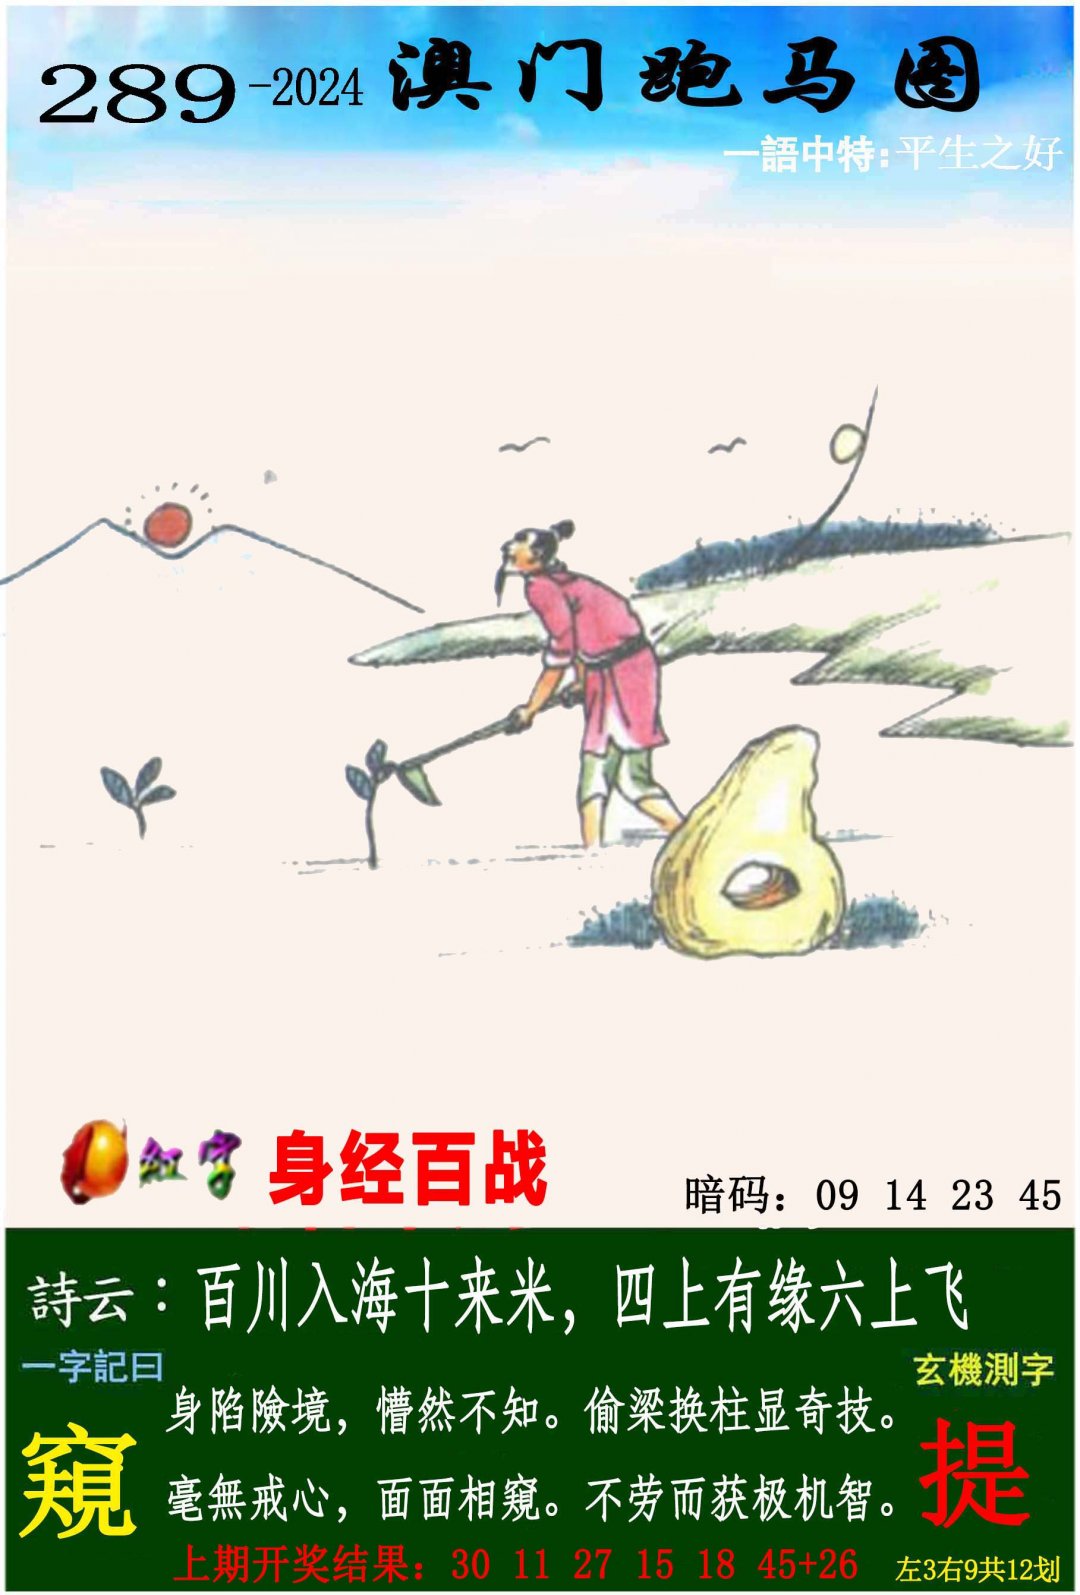 289-2024 澳门跑马图
一語中特:平生之好
红字 身经百战
暗码：09 14 23 45
詩云：百川入海十来米，四上有缘六上飞
一字記曰
玄機测字
身陷險境，懵然不知。偷梁换柱显奇技。
窺
提
毫無戒心，面面相窺。不劳而获极机智。
上期开奖结果：30 11 27 15 18 45+26
左3右9共12划